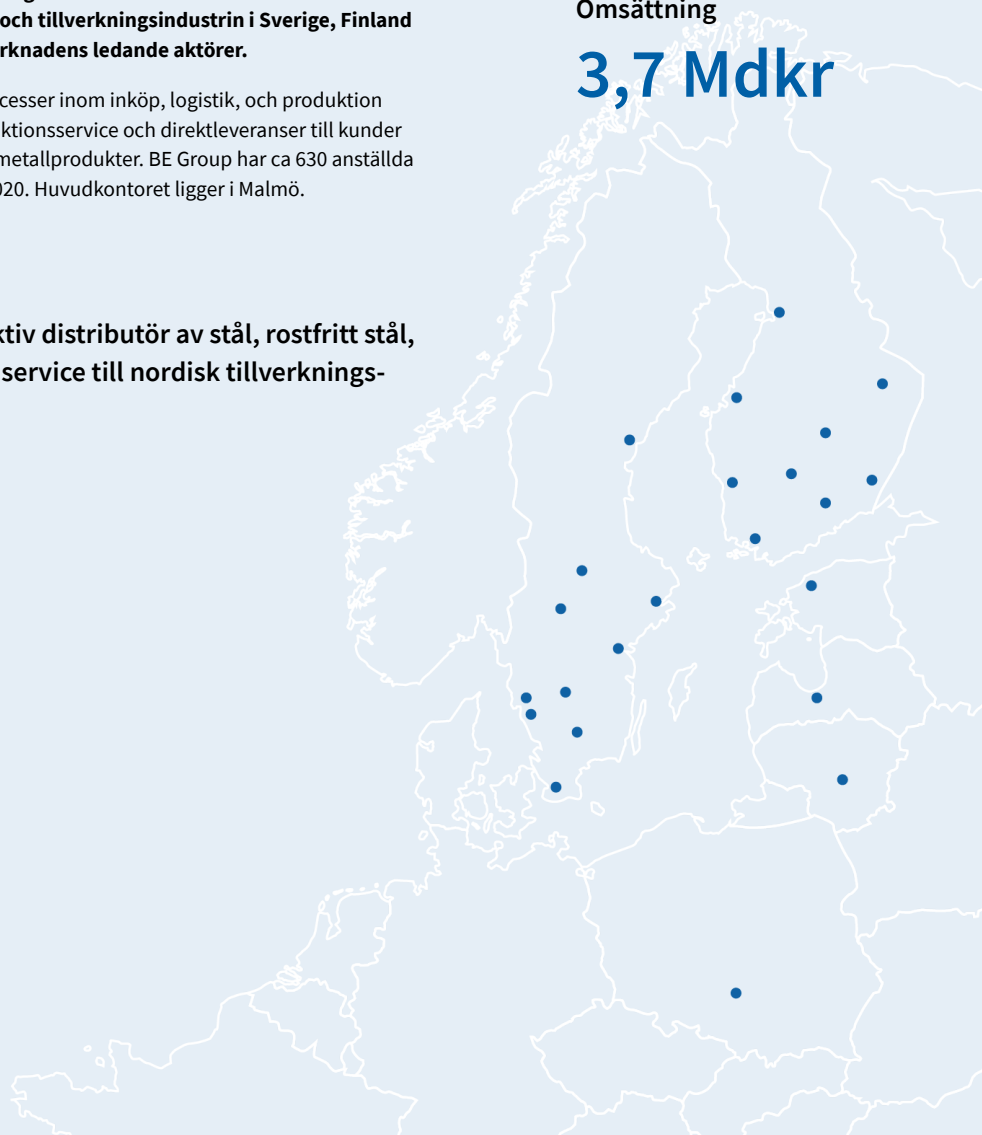 och tillverkningsindustrin i Sverige, Finland
rknadens ledande aktörer.
cesser inom inköp, logistik, och produktion
ktionsservice och direktleveranser till kunder
metallprodukter. BE Group har ca 630 anställda
020. Huvudkontoret ligger i Malmö.
ktiv distributör av stål, rostfritt stål,
service till nordisk tillverknings-
Omsättning
3,7 Mdkr